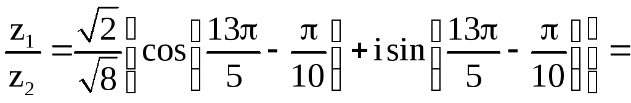 z₁/z₂ = √2/√8 [cos(13π/5 - π/10) + i sin(13π/5 - π/10)] =